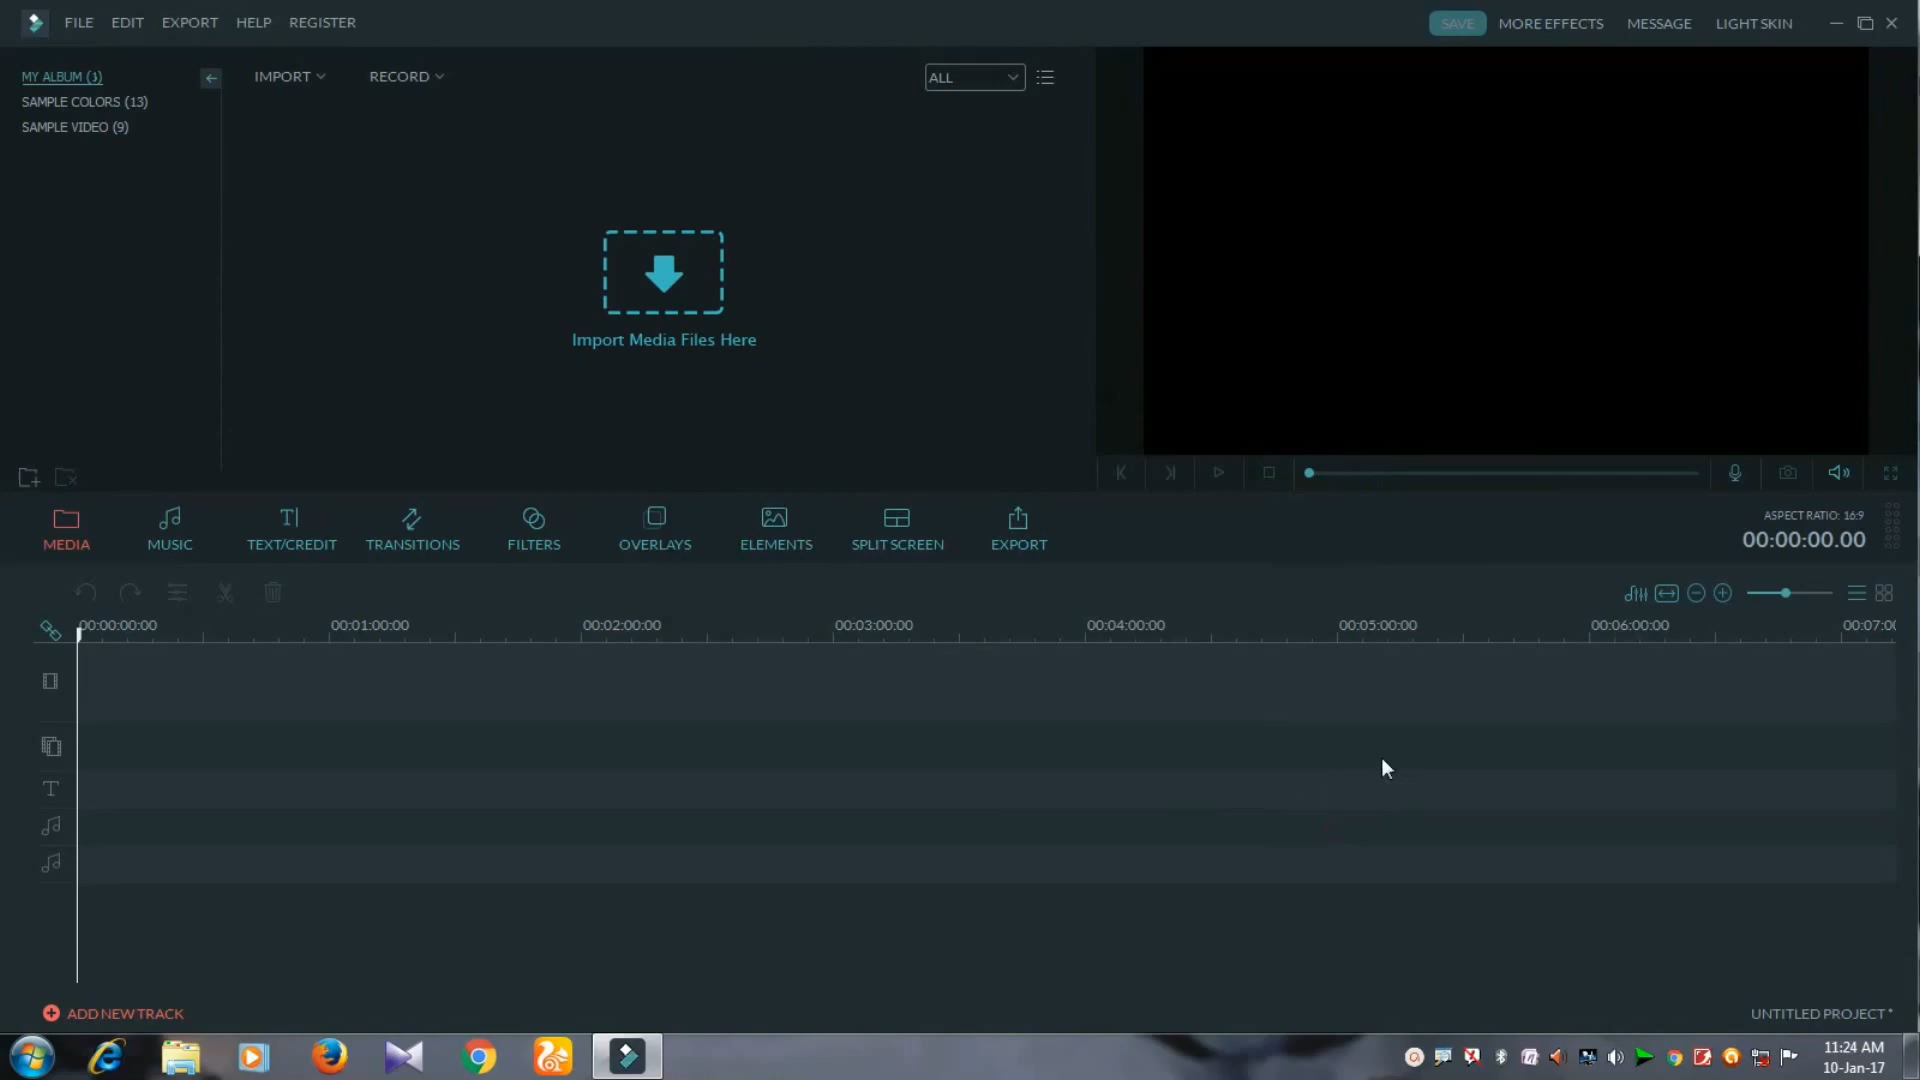 FILE EDIT EXPORT HELP REGISTER
SAVE MORE EFFECTS MESSAGE LIGHT SKIN
MY ALBUM
IMPORT RECORD ALL
SAMPLE COLORS (13)
SAMPLE VIDEO (9)
Import Media Files Here
MEDIA MUSIC TEXT/CREDIT TRANSITIONS FILTERS OVERLAYS ELEMENTS SPLIT SCREEN EXPORT
ASPECT RATIO: 16:9
00:00:00.00
00:00:00:00 00:01:00:00 00:02:00:00 00:03:00:00 00:04:00:00 00:05:00:00 00:06:00:00 00:07:0
ADD NEW TRACK
UNTITLED PROJECT *
11:24 AM
10-Jan-17